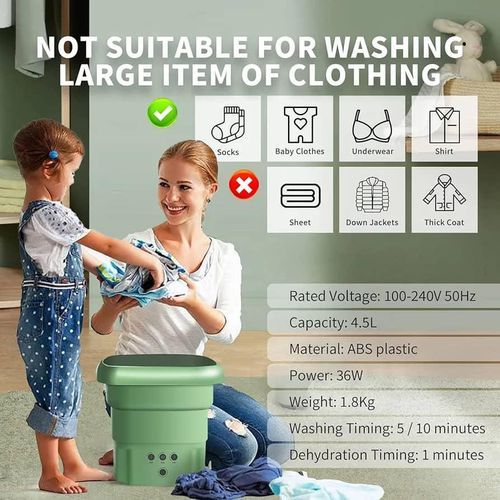 NOT SUITABLE FOR WASHING
LARGE ITEM OF CLOTHING
Socks
Baby Clothes
Underwear
Shirt
Sheet
Down Jackets
Thick Coat
Rated Voltage: 100-240V 50Hz
Capacity: 4.5L
Material: ABS plastic
Power: 36W
Weight: 1.8Kg
Washing Timing: 5 / 10 minutes
Dehydration Timing: 1 minutes